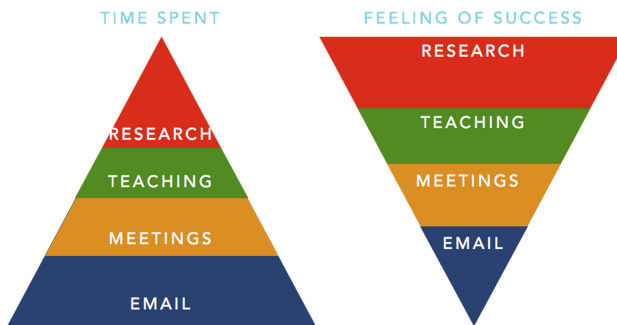 TIME SPENT
RESEARCH
TEACHING
MEETINGS
EMAIL
FEELING OF SUCCESS
RESEARCH
TEACHING
MEETINGS
EMAIL